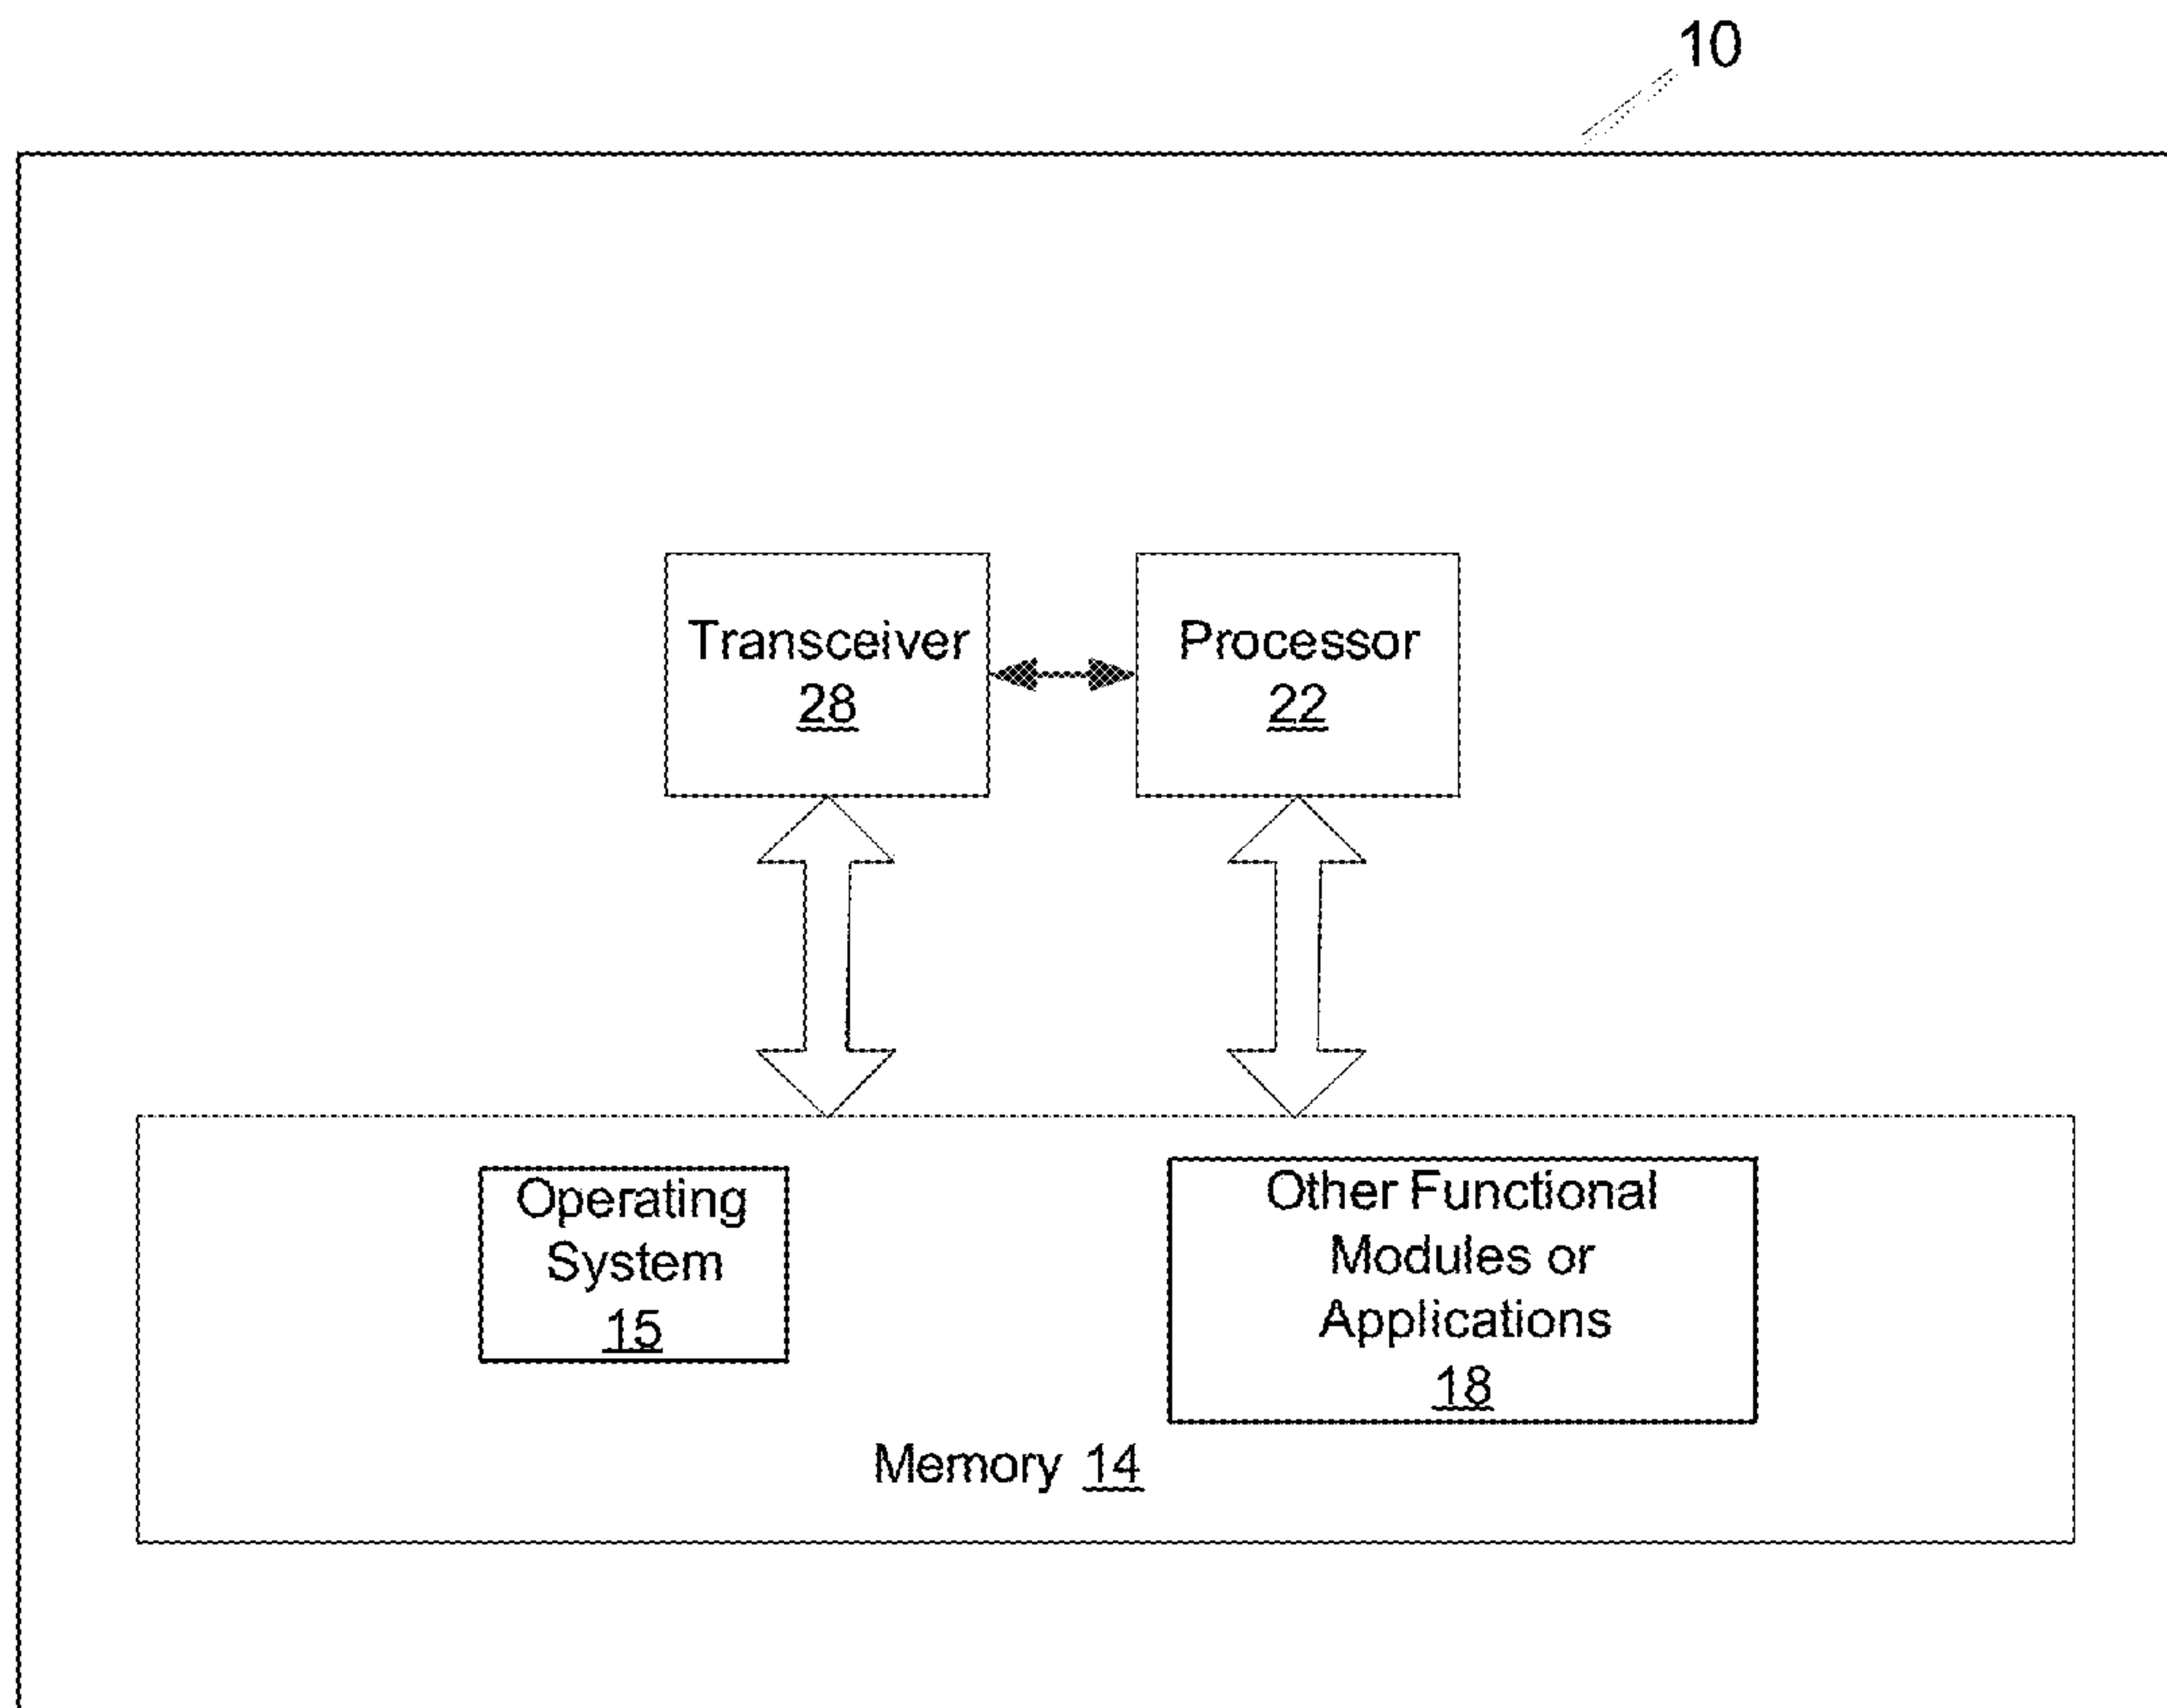 10
Transceiver
28
Processor
22
Operating
System
15
Other Functional
Modules or
Applications
18
Memory 14